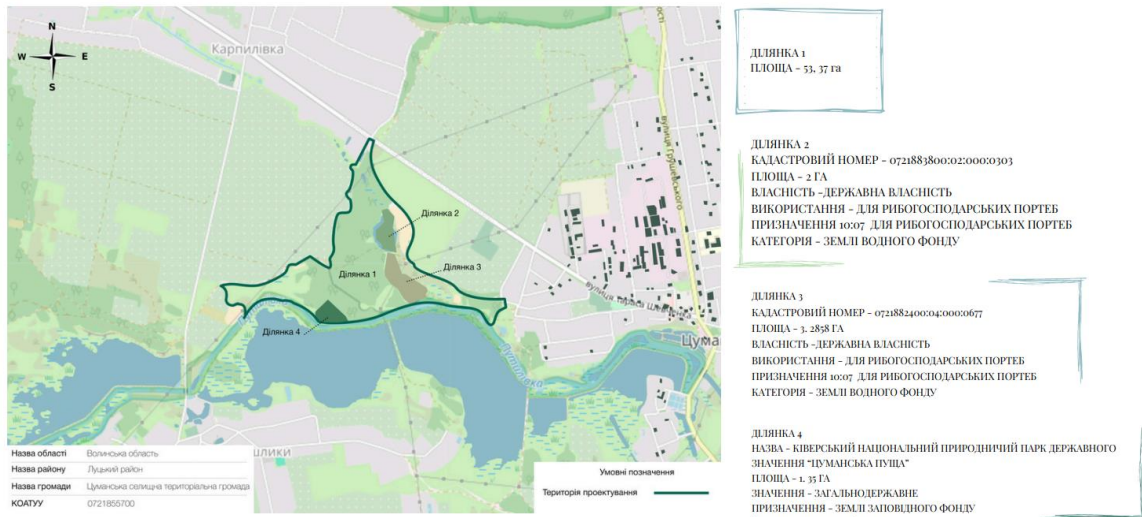 N
W E
S
Карпилівка
вулиця Грушевського
Ділянка 2
Ділянка 1
Ділянка 3
Ділянка 4
вулиця Тараса Шевченка
Цума
шлики
Назва області Волинська область
Назва району Луцький район
Назва громади Цуманська селищна територіальна громада
КОАТУУ 0721855700
Умовні позначення
Територія проектування
ДІЛЯНКА 1
ПЛОЩА - 53, 37 га
ДІЛЯНКА 2
КАДАСТРОВИЙ НОМЕР - 0721883800:02:000:0303
ПЛОЩА - 2 ГА
ВЛАСНІСТЬ -ДЕРЖАВНА ВЛАСНІСТЬ
ВИКОРИСТАННЯ - ДЛЯ РИБОГОСПОДАРСЬКИХ ПОРТЕБ
ПРИЗНАЧЕННЯ 10:07 ДЛЯ РИБОГОСПОДАРСЬКИХ ПОРТЕБ
КАТЕГОРІЯ - ЗЕМЛІ ВОДНОГО ФОНДУ
ДІЛЯНКА 3
КАДАСТРОВИЙ НОМЕР - 0721882400:04:000:0677
ПЛОЩА - 3. 2858 ГА
ВЛАСНІСТЬ -ДЕРЖАВНА ВЛАСНІСТЬ
ВИКОРИСТАННЯ - ДЛЯ РИБОГОСПОДАРСЬКИХ ПОРТЕБ
ПРИЗНАЧЕННЯ 10:07 ДЛЯ РИБОГОСПОДАРСЬКИХ ПОРТЕБ
КАТЕГОРІЯ - ЗЕМЛІ ВОДНОГО ФОНДУ
ДІЛЯНКА 4
НАЗВА - КІВЕРСЬКИЙ НАЦІОНАЛЬНИЙ ПРИРОДНИЧИЙ ПАРК ДЕРЖАВНОГО
ЗНАЧЕННЯ "ЦУМАНСЬКА ПУЩА"
ПЛОЩА - 1. 35 ГА
ЗНАЧЕННЯ - ЗАГАЛЬНОДЕРЖАВНЕ
ПРИЗНАЧЕННЯ - ЗЕМЛІ ЗАПОВІДНОГО ФОНДУ